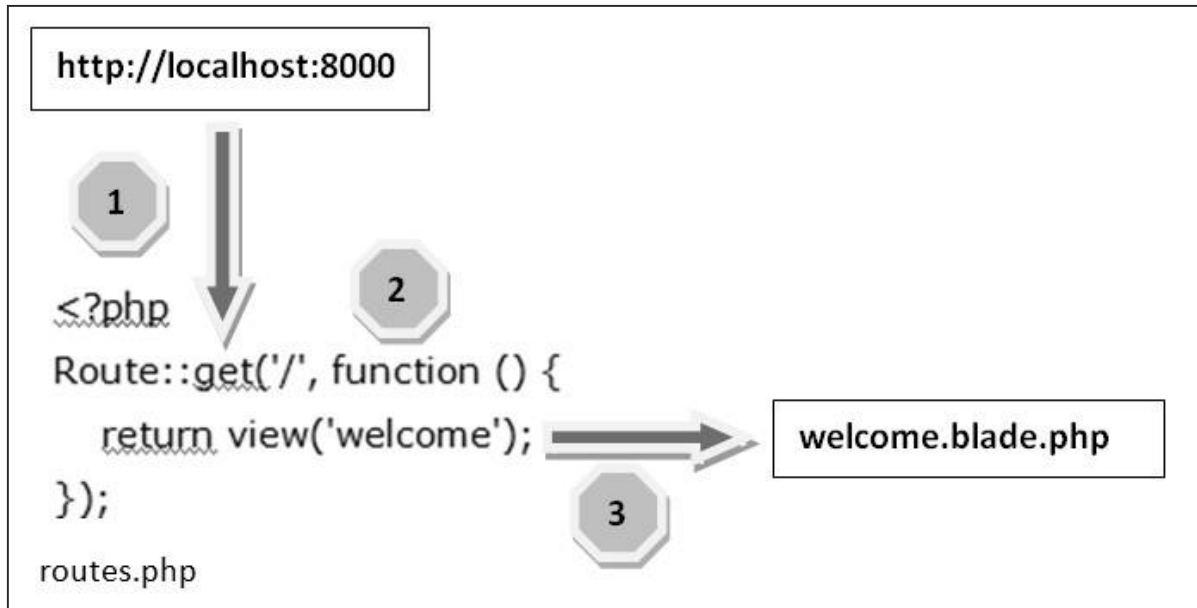 http://localhost:8000
1
<?php
2
Route::get('/', function () {
return view('welcome');
welcome.blade.php
3
});
routes.php